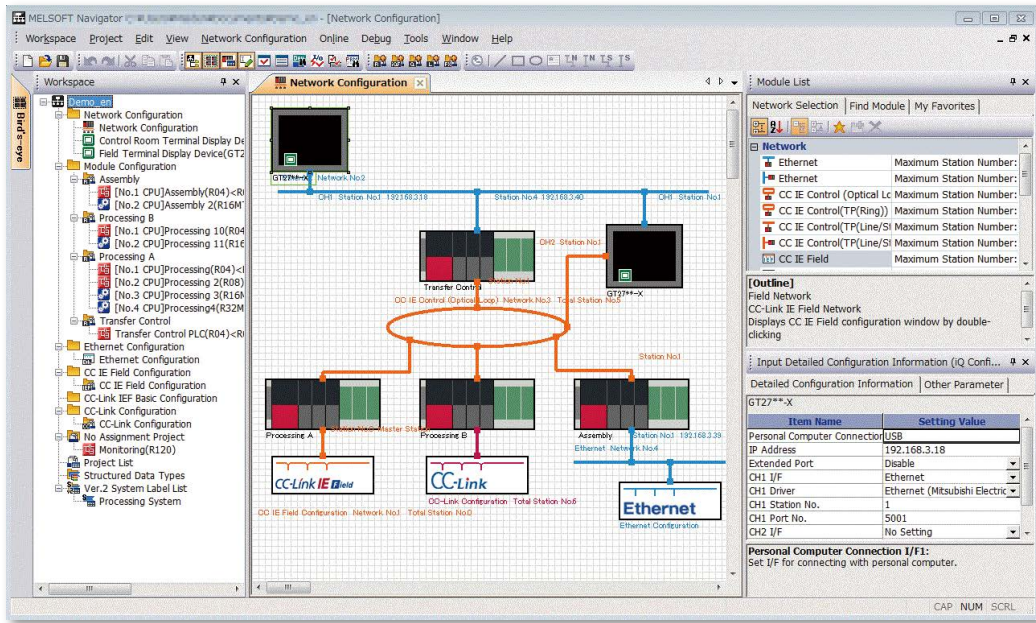 MELSOFT Navigator - [Network Configuration]
Workspace Project Edit View Network Configuration Online Debug Tools Window Help
Workspace
Bird's-eye
Demo_en
Network Configuration
Network Configuration
Control Room Terminal Display De
Field Terminal Display Device(GT2
Module Configuration
Assembly
[No.1 CPU]Assembly(R04)<R0
[No.2 CPU]Assembly 2(R16M
Processing B
[No.1 CPU]Processing 10(R04
[No.2 CPU]Processing 11(R16
Processing A
[No.1 CPU]Processing(R04)<
[No.2 CPU]Processing 2(R08)
[No.3 CPU]Processing 3(R16M
[No.4 CPU]Processing4(R32M
Transfer Control
Transfer Control PLC(R04)<R0
Ethernet Configuration
Ethernet Configuration
CC IE Field Configuration
CC IE Field Configuration
CC-Link IEF Basic Configuration
CC-Link Configuration
CC-Link Configuration
No Assignment Project
Monitoring(R120)
Project List
Structured Data Types
Ver.2 System Label List
Processing System
Network Configuration
GT27**-X
Network No.2
CH1 Station No.1 192.168.3.18
Station No.4 192.168.3.40
CH1 Station No.1
CH2 Station No.1
Transfer Control
GT27**-X
CC IE Control (Optical Loop) Network No.3 Total Station No.5
Station No.1
Processing A
Processing B
Assembly
Station No.1 192.168.3.39
Ethernet Network No.4
CC-Link IE Field
CC-Link
Ethernet
CC-Link Configuration Total Station No.6
CC IE Field Configuration Network No.1 Total Station No.0
Ethernet Configuration
Module List
Network Selection Find Module My Favorites
Network
Ethernet Maximum Station Number:
Ethernet Maximum Station Number:
CC IE Control (Optical Lo Maximum Station Number:
CC IE Control(TP(Ring)) Maximum Station Number:
CC IE Control(TP(Line/St Maximum Station Number:
CC IE Control(TP(Line/St Maximum Station Number:
CC IE Field Maximum Station Number:
[Outline]
Field Network
CC-Link IE Field Network
Displays CC IE Field configuration window by double-
clicking
Input Detailed Configuration Information (iQ Confi...
Detailed Configuration Information Other Parameter
GT27**-X
Item Name Setting Value
Personal Computer Connection USB
IP Address 192.168.3.18
Extended Port Disable
CH1 I/F Ethernet
CH1 Driver Ethernet (Mitsubishi Electric
CH1 Station No. 1
CH1 Port No. 5001
CH2 I/F No Setting
Personal Computer Connection I/F1:
Set I/F for connecting with personal computer.
CAP NUM SCRL